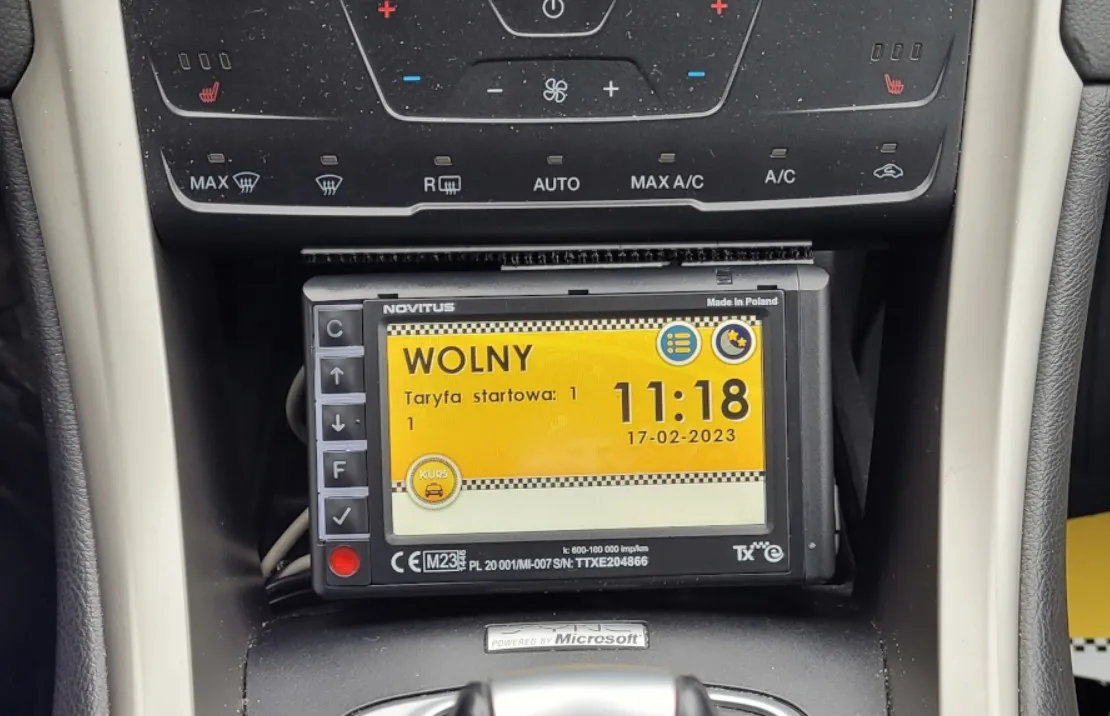 MAX
R
AUTO
MAX A/C
A/C
NOVITUS
Made in Poland
C
F
WOLNY
Taryfa startowa: 1
1
11:18
17-02-2023
KURS
k: 600-100 000 imp/km
CE M23
PL 20 001/MI-007 S/N: TTXE204866
Tx e
SYNC
POWERED BY Microsoft